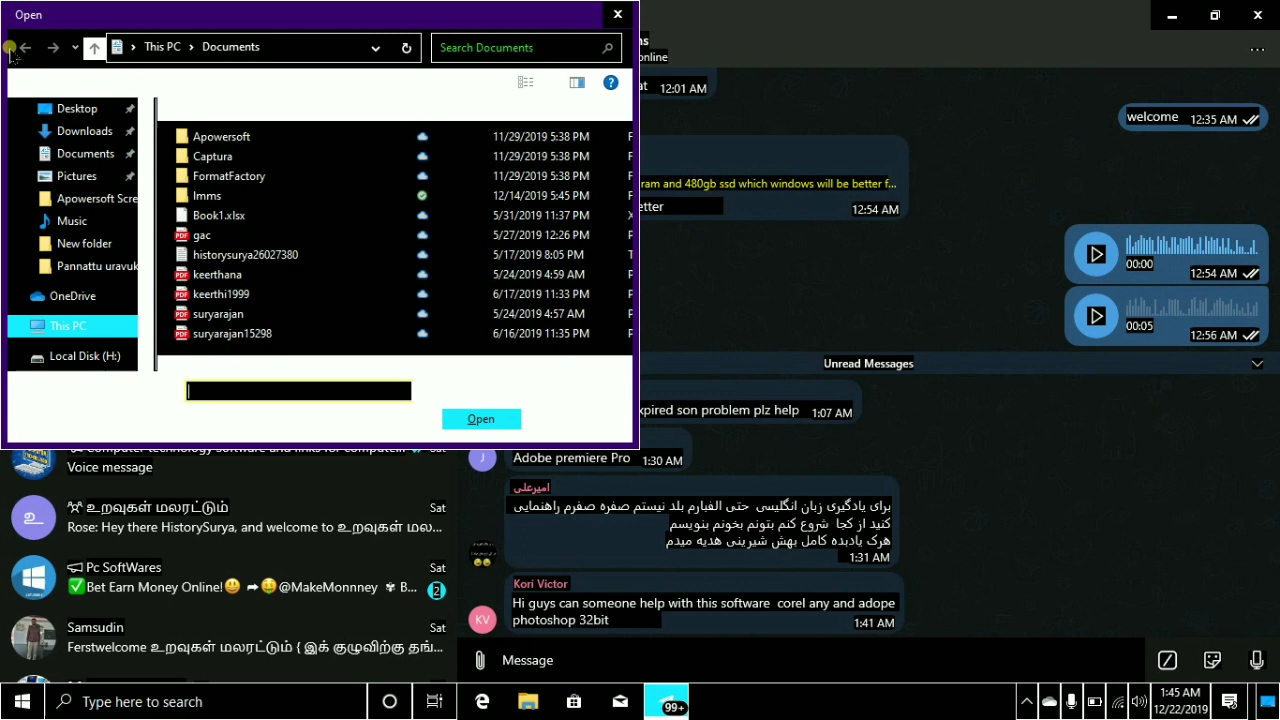 Open
This PC
Documents
Search Documents
Desktop
Downloads
Documents
Pictures
Apowersoft Scre
Music
New folder
Pannattu uravuk
OneDrive
This PC
Local Disk (H:)
Apowersoft 11/29/2019 5:38 PM F
Captura 11/29/2019 5:38 PM F
FormatFactory 11/29/2019 5:38 PM F
lmms 12/14/2019 5:45 PM F
Book1.xlsx 5/31/2019 11:37 PM X
gac 5/27/2019 12:26 PM F
historysurya26027380 5/17/2019 8:05 PM T
keerthana 5/24/2019 4:59 AM F
keerthi1999 6/17/2019 11:33 PM F
suryarajan 5/24/2019 4:57 AM F
suryarajan15298 6/16/2019 11:35 PM F
Open
Voice message
உறவுகள் மலரட்டும் Sat
Rose: Hey there HistorySurya, and welcome to உறவுகள் மல...
Pc SoftWares Sat
Bet Earn Money Online! @MakeMonnney B... 2
Samsudin Sat
Ferstwelcome உறவுகள் மலரட்டும் { இக் குழுவிற்கு தங்...
online
12:01 AM
welcome 12:35 AM
ram and 480gb ssd which windows will be better f...
etter
12:54 AM
00:00
12:54 AM
00:05
12:56 AM
Unread Messages
xpired son problem plz help 1:07 AM
J
Adobe premiere Pro 1:30 AM
امیرعلی
برای یادگیری زبان انگلیسی حتی الفبارم بلد نیستم صفره صفرم راهنمایی
کنید از کجا شروع کنم بتونم بخونم بنویسم
هرک یادبده کامل بهش شیرینی هدیه میدم
1:31 AM
Kori Victor
KV
Hi guys can someone help with this software corel any and adope
photoshop 32bit
1:41 AM
Message
Type here to search
99+
1:45 AM
12/22/2019